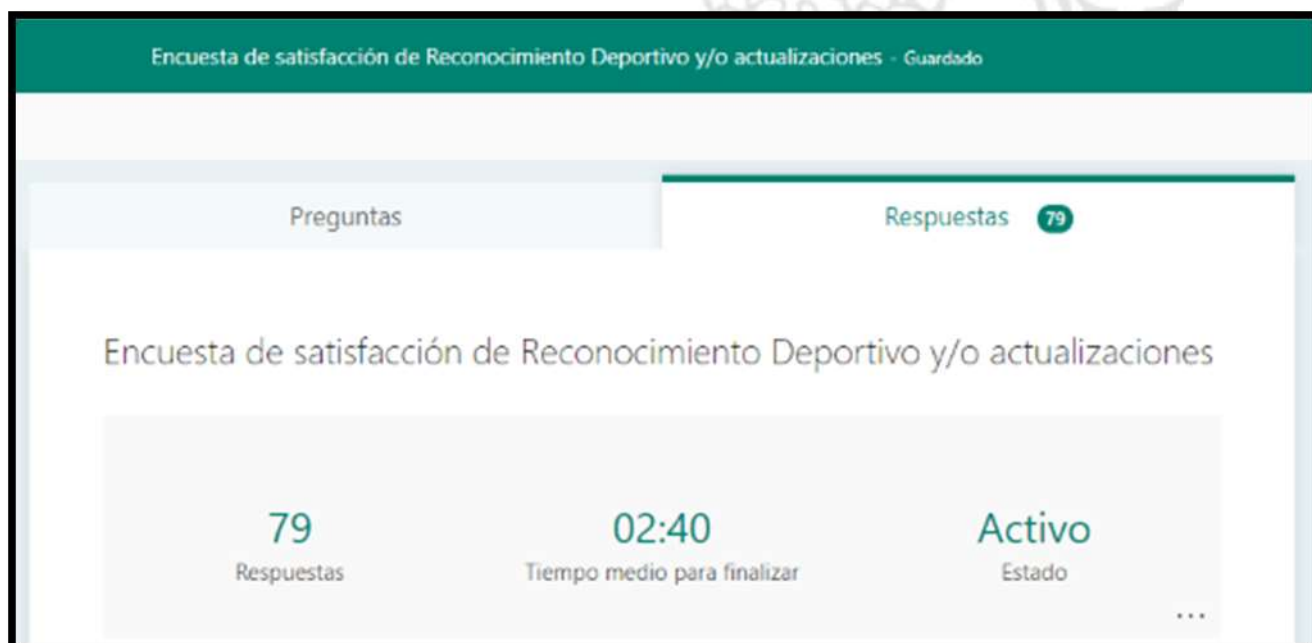 Encuesta de satisfacción de Reconocimiento Deportivo y/o actualizaciones - Guardado
Preguntas
Respuestas 79
Encuesta de satisfacción de Reconocimiento Deportivo y/o actualizaciones
79
Respuestas
02:40
Tiempo medio para finalizar
Activo
Estado
...